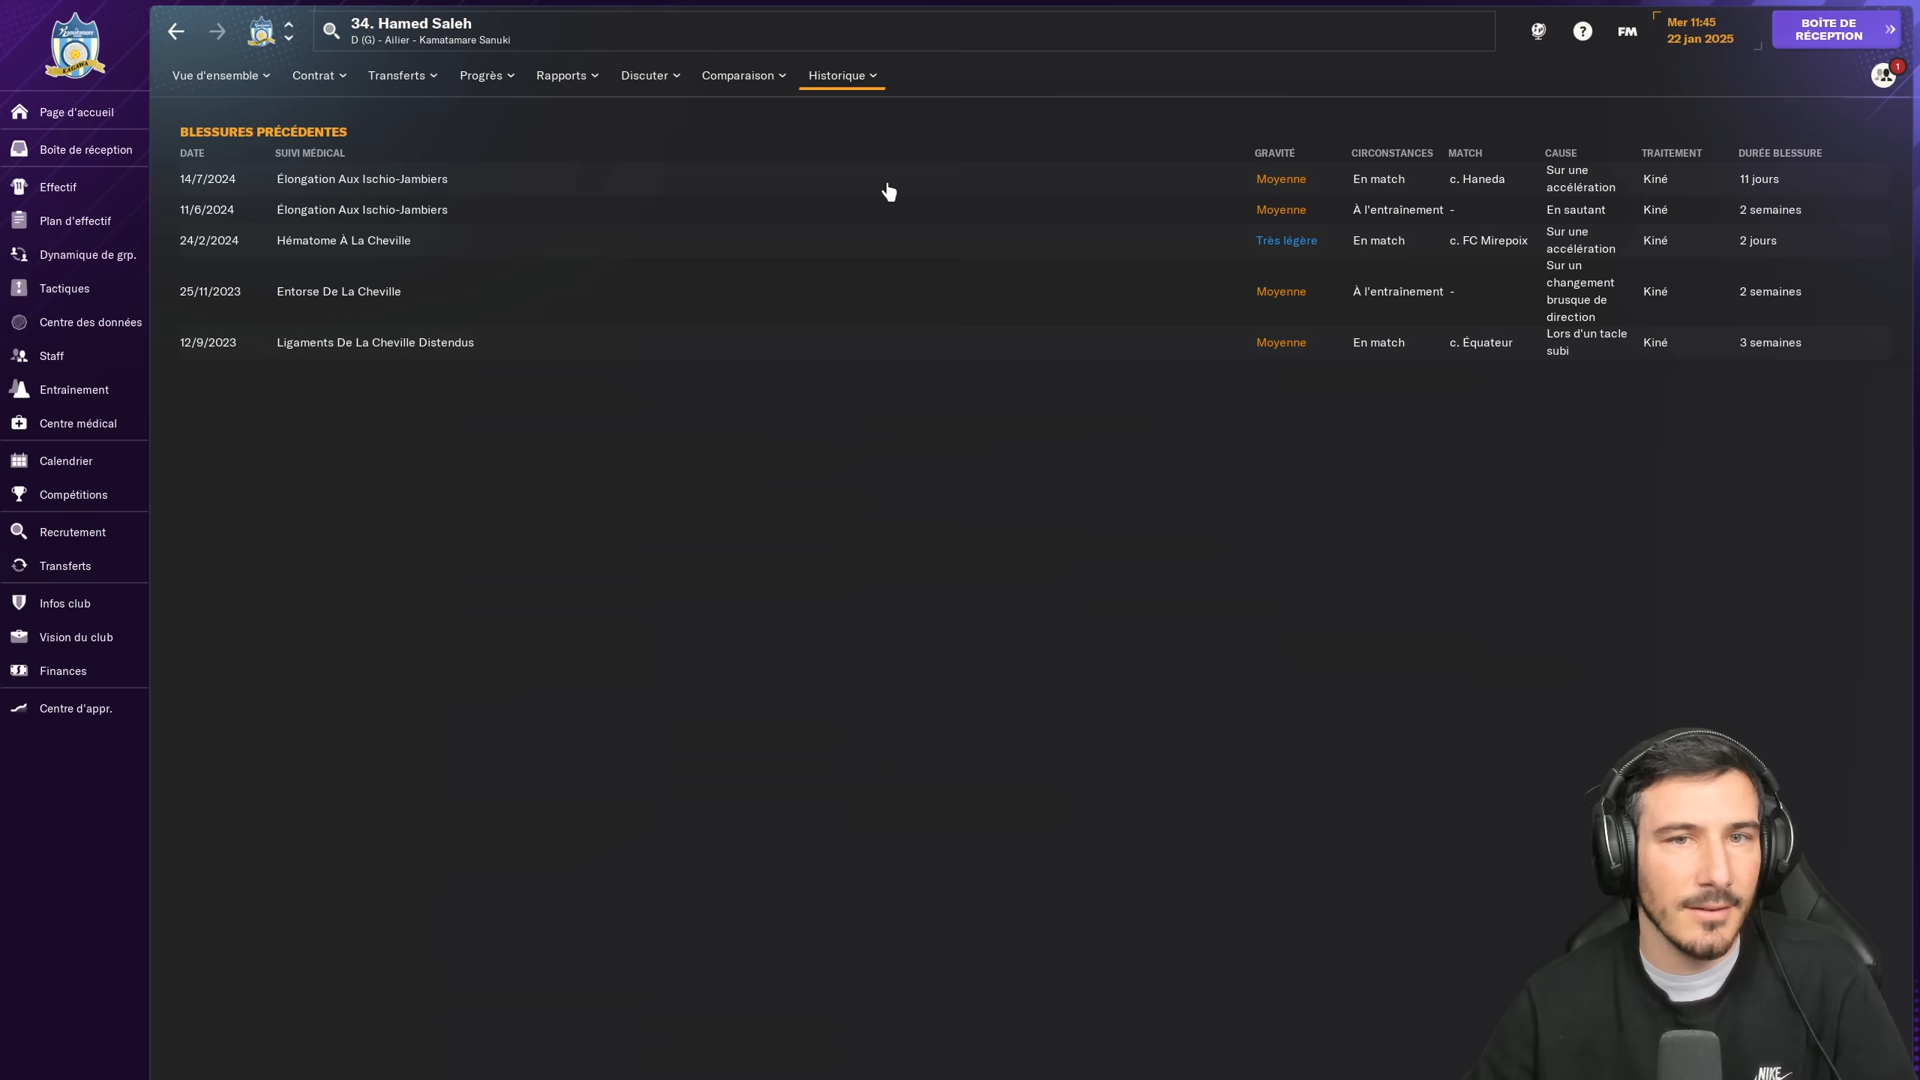 34. Hamed Saleh
D (G) - Ailier - Kamatamare Sanuki
Mer 11:45
22 jan 2025
BOÎTE DE
RÉCEPTION
FM
?
1
Vue d'ensemble
Contrat
Transferts
Progrès
Rapports
Discuter
Comparaison
Historique
Kamatamare
KAGAWA
Page d'accueil
Boîte de réception
Effectif
Plan d'effectif
Dynamique de grp.
Tactiques
Centre des données
Staff
Entraînement
Centre médical
Calendrier
Compétitions
Recrutement
Transferts
Infos club
Vision du club
Finances
Centre d'appr.
BLESSURES PRÉCÉDENTES
DATE SUIVI MÉDICAL GRAVITÉ CIRCONSTANCES MATCH CAUSE TRAITEMENT DURÉE BLESSURE
14/7/2024 Élongation Aux Ischio-Jambiers Moyenne En match c. Haneda Sur une accélération Kiné 11 jours
11/6/2024 Élongation Aux Ischio-Jambiers Moyenne À l'entraînement - En sautant Kiné 2 semaines
24/2/2024 Hématome À La Cheville Très légère En match c. FC Mirepoix Sur une accélération Kiné 2 jours
25/11/2023 Entorse De La Cheville Moyenne À l'entraînement - Sur un changement brusque de direction Kiné 2 semaines
12/9/2023 Ligaments De La Cheville Distendus Moyenne En match c. Équateur Lors d'un tacle subi Kiné 3 semaines
NIKE